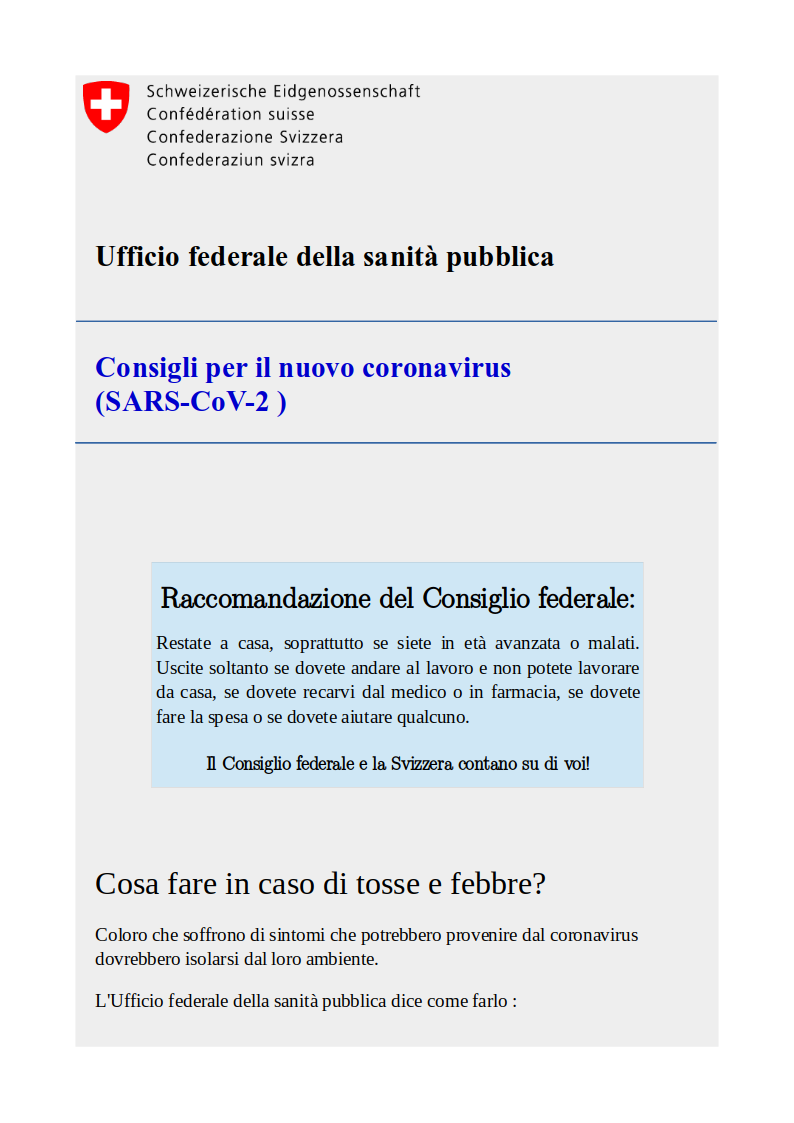 Schweizerische Eidgenossenschaft
Confédération suisse
Confederazione Svizzera
Confederaziun svizra
Ufficio federale della sanità pubblica
Consigli per il nuovo coronavirus
(SARS-CoV-2 )
Raccomandazione del Consiglio federale:
Restate a casa, soprattutto se siete in età avanzata o malati.
Uscite soltanto se dovete andare al lavoro e non potete lavorare
da casa, se dovete recarvi dal medico o in farmacia, se dovete
fare la spesa o se dovete aiutare qualcuno.
Il Consiglio federale e la Svizzera contano su di voi!
Cosa fare in caso di tosse e febbre?
Coloro che soffrono di sintomi che potrebbero provenire dal coronavirus
dovrebbero isolarsi dal loro ambiente.
L'Ufficio federale della sanità pubblica dice come farlo :